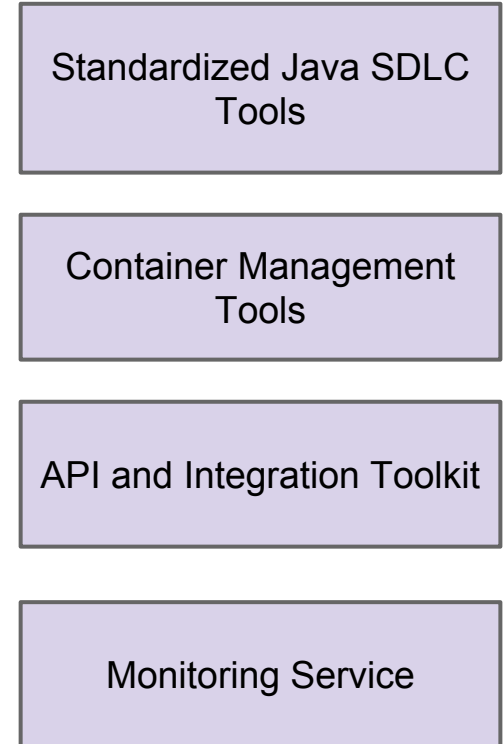 Standardized Java SDLC
Tools
Container Management
Tools
API and Integration Toolkit
Monitoring Service